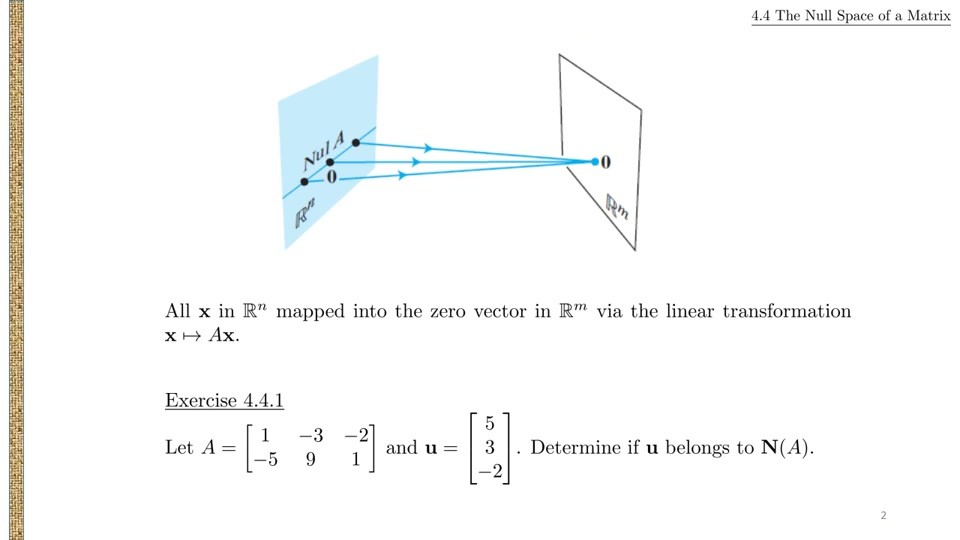 4.4 The Null Space of a Matrix
Nul A
0
0
ℝⁿ
ℝᵐ
All x in ℝⁿ mapped into the zero vector in ℝᵐ via the linear transformation
x ↦ Ax.
Exercise 4.4.1
Let A = [1 −3 −2; −5 9 1] and u = [5; 3; −2]. Determine if u belongs to N(A).
2